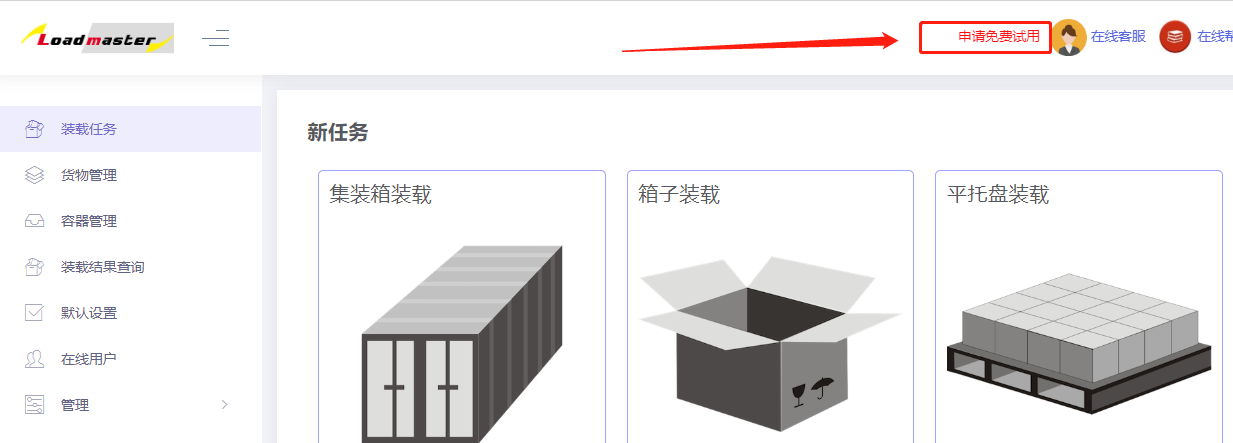 Loadmaster
申请免费试用
在线客服
在线帮
装载任务
货物管理
容器管理
装载结果查询
默认设置
在线用户
管理
新任务
集装箱装载
箱子装载
平托盘装载